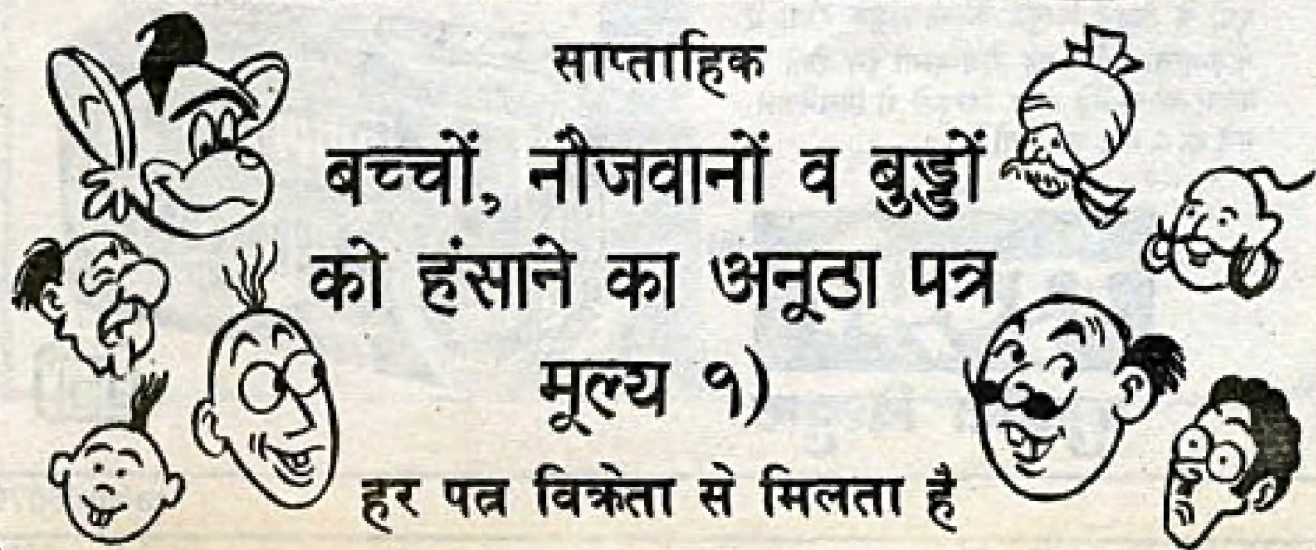 साप्ताहिक
बच्चों, नौजवानों व बुड्ढों
को हंसाने का अनूठा पत्र
मूल्य १)
हर पत्र विक्रेता से मिलता है